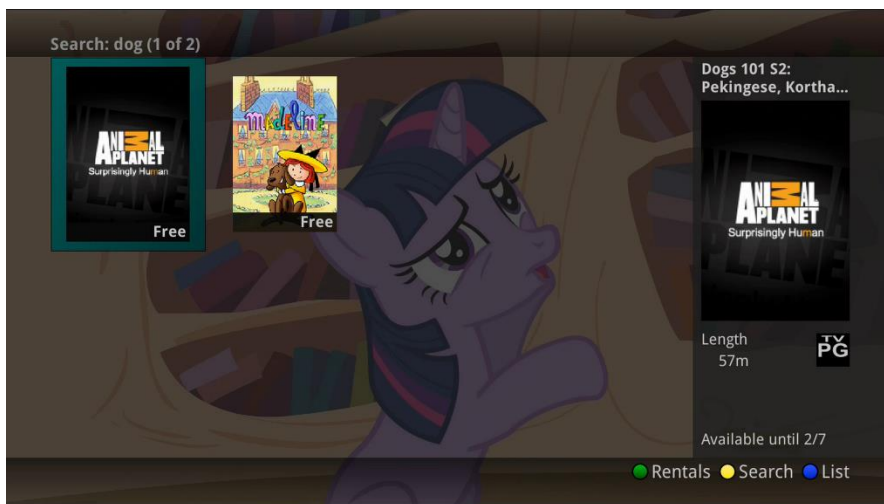 Search: dog (1 of 2)
ANIMAL
PLANET
Surprisingly Human
Free
madeline
Free
Dogs 101 S2:
Pekingese, Kortha...
ANIMAL
PLANET
Surprisingly Human
Length
57m
TV
PG
Available until 2/7
Rentals
Search
List